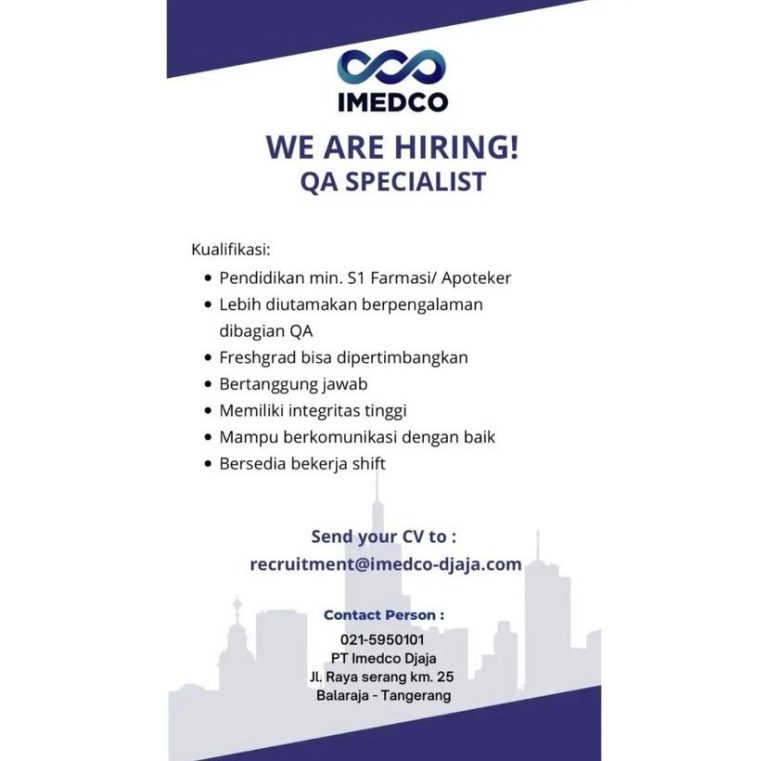 IMEDCO
WE ARE HIRING!
QA SPECIALIST
Kualifikasi:
• Pendidikan min. S1 Farmasi/ Apoteker
• Lebih diutamakan berpengalaman
dibagian QA
• Freshgrad bisa dipertimbangkan
• Bertanggung jawab
• Memiliki integritas tinggi
• Mampu berkomunikasi dengan baik
• Bersedia bekerja shift
Send your CV to :
recruitment@imedco-djaja.com
Contact Person :
021-5950101
PT Imedco Djaja
Jl. Raya serang km. 25
Balaraja - Tangerang